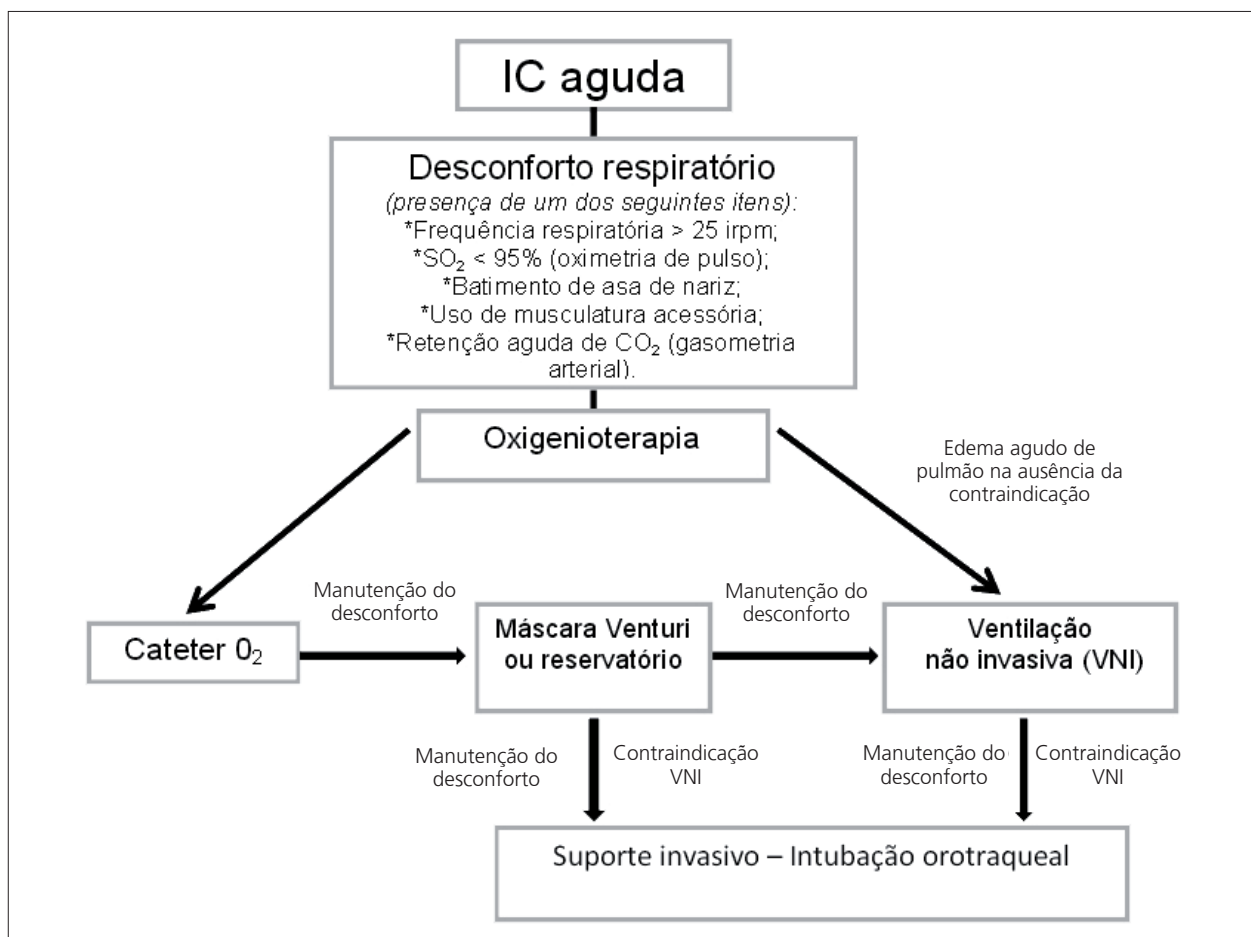 IC aguda
Desconforto respiratório
(presença de um dos seguintes itens):
*Frequência respiratória > 25 irpm;
*SO₂ < 95% (oximetria de pulso);
*Batimento de asa de nariz;
*Uso de musculatura acessória;
*Retenção aguda de CO₂ (gasometria
arterial).
Oxigenioterapia
Edema agudo de
pulmão na ausência da
contraindicação
Cateter 0₂
Manutenção do
desconforto
Máscara Venturi
ou reservatório
Manutenção do
desconforto
Ventilação
não invasiva (VNI)
Manutenção do
desconforto
Contraindicação
VNI
Manutenção do
desconforto
Contraindicação
VNI
Suporte invasivo – Intubação orotraqueal